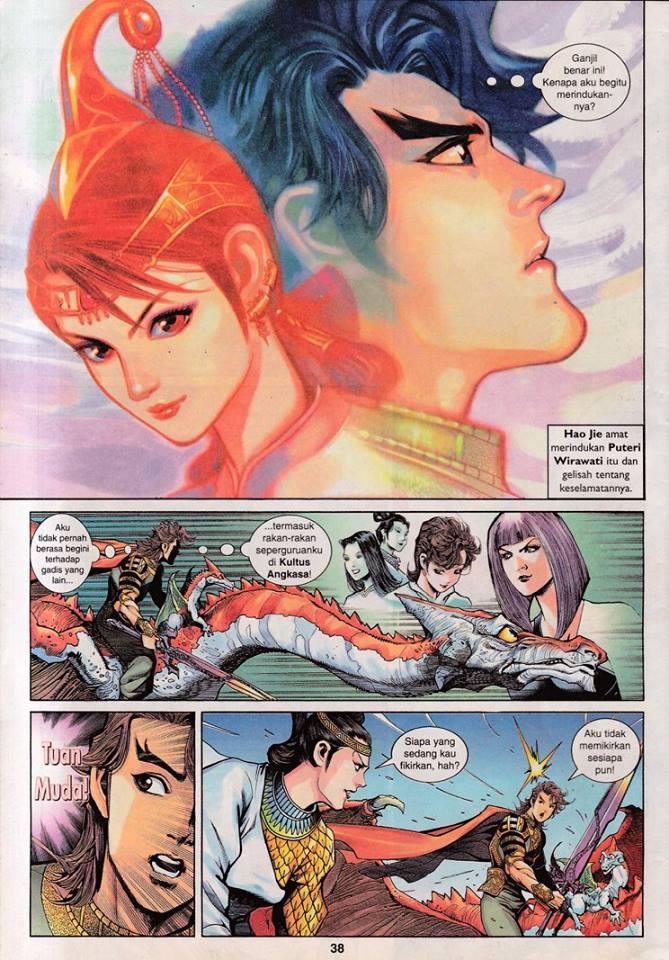 Ganjil
benar ini!
Kenapa aku begitu
merindukan-
nya?
Hao Jie amat
merindukan Puteri
Wirawati itu dan
gelisah tentang
keselamatannya.
Aku
tidak pernah
berasa begini
terhadap
gadis yang
lain...
...termasuk
rakan-rakan
seperguruanku
di Kultus
Angkasa!
Tuan
Muda!
Siapa yang
sedang kau
fikirkan, hah?
Aku tidak
memikirkan
sesiapa
pun!
38